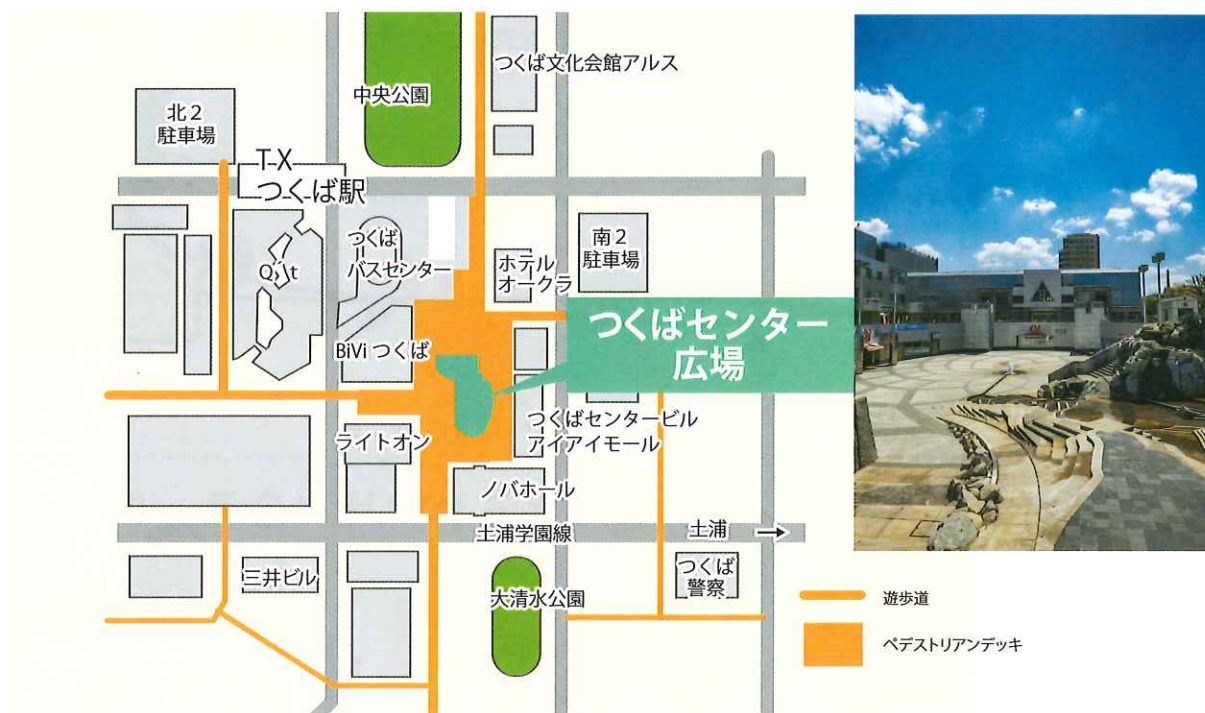 つくば文化会館アルス
中央公園
北2
駐車場
T-X
つくば駅
つくば
バスセンター
Q't
ホテル
オークラ
南2
駐車場
つくばセンター
広場
BiVi つくば
つくばセンタービル
アイアイモール
ライトオン
ノバホール
土浦学園線
土浦
→
三井ビル
大清水公園
つくば
警察
遊歩道
ペデストリアンデッキ